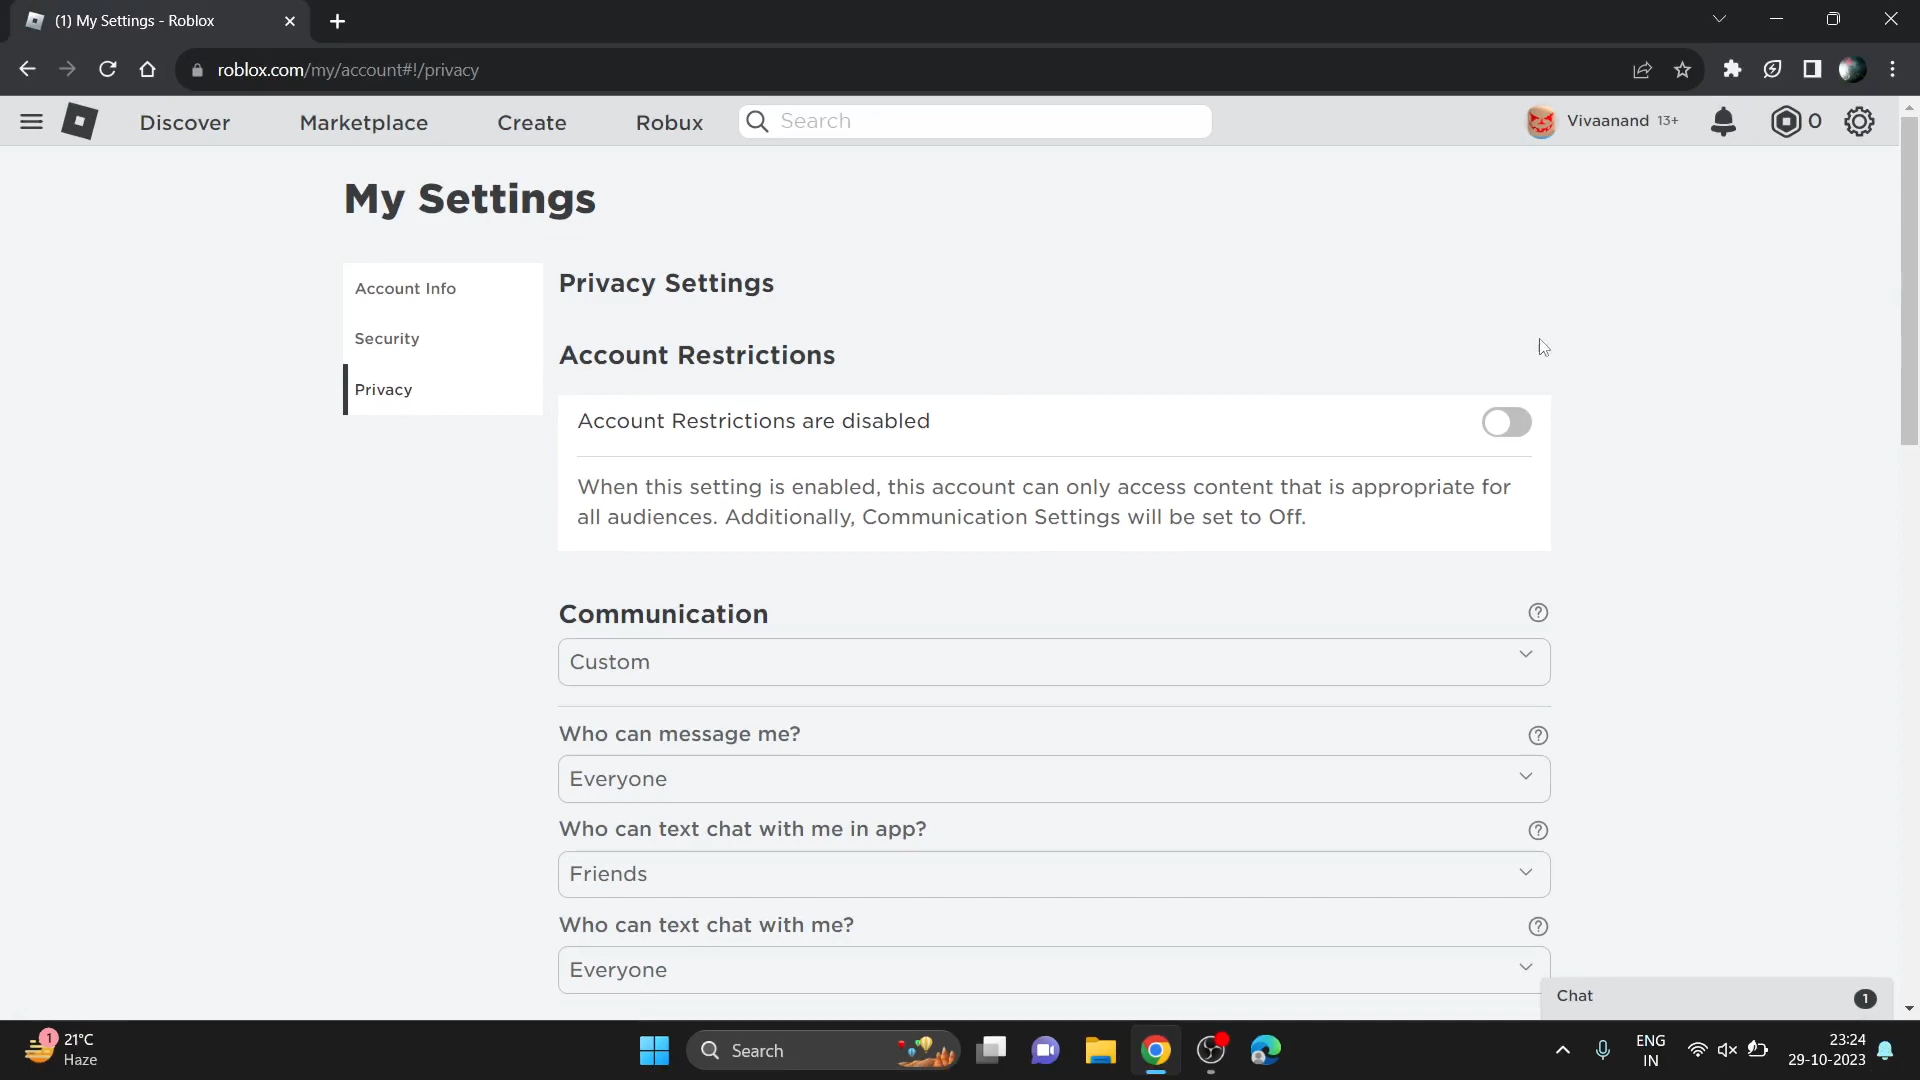 (1) My Settings - Roblox
roblox.com/my/account#!/privacy
Discover
Marketplace
Create
Robux
Search
Vivaanand 13+
0
My Settings
Account Info
Security
Privacy
Privacy Settings
Account Restrictions
Account Restrictions are disabled
When this setting is enabled, this account can only access content that is appropriate for
all audiences. Additionally, Communication Settings will be set to Off.
Communication
Custom
Who can message me?
Everyone
Who can text chat with me in app?
Friends
Who can text chat with me?
Everyone
Chat
1
1
21°C
Haze
Search
ENG
IN
23:24
29-10-2023